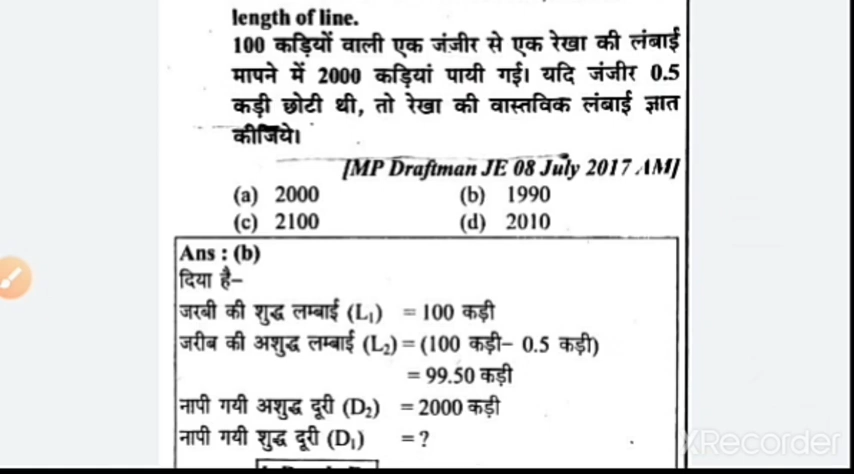 length of line.
100 कड़ियों वाली एक जंजीर से एक रेखा की लंबाई
मापने में 2000 कड़ियां पायी गई। यदि जंजीर 0.5
कड़ी छोटी थी, तो रेखा की वास्तविक लंबाई ज्ञात
कीजिये।
[MP Draftman JE 08 July 2017 AM]
(a) 2000 (b) 1990
(c) 2100 (d) 2010
Ans : (b)
दिया है–
जरबी की शुद्ध लम्बाई (L₁) = 100 कड़ी
जरीब की अशुद्ध लम्बाई (L₂) = (100 कड़ी– 0.5 कड़ी)
= 99.50 कड़ी
नापी गयी अशुद्ध दूरी (D₂) = 2000 कड़ी
नापी गयी शुद्ध दूरी (D₁) = ?
XRecorder